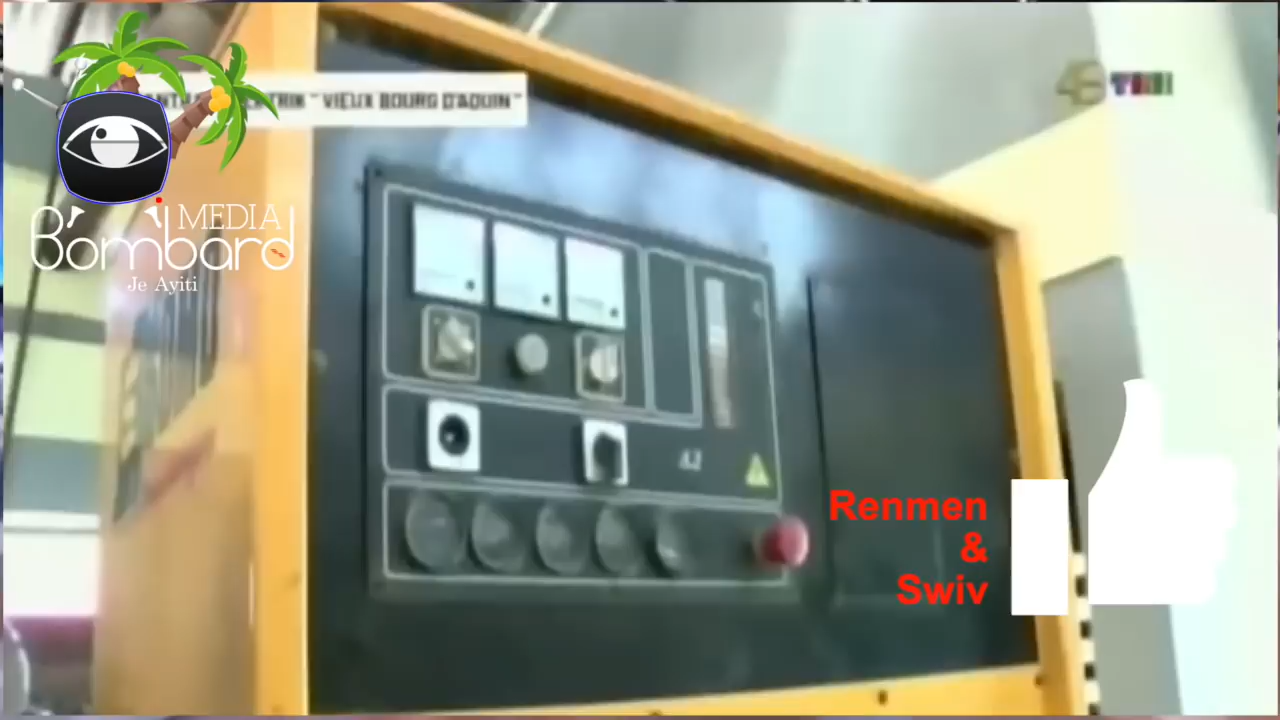 "VIEUX BOURG D'AQUIN"
MEDIA
Bombard
Je Ayiti
Renmen
&
Swiv